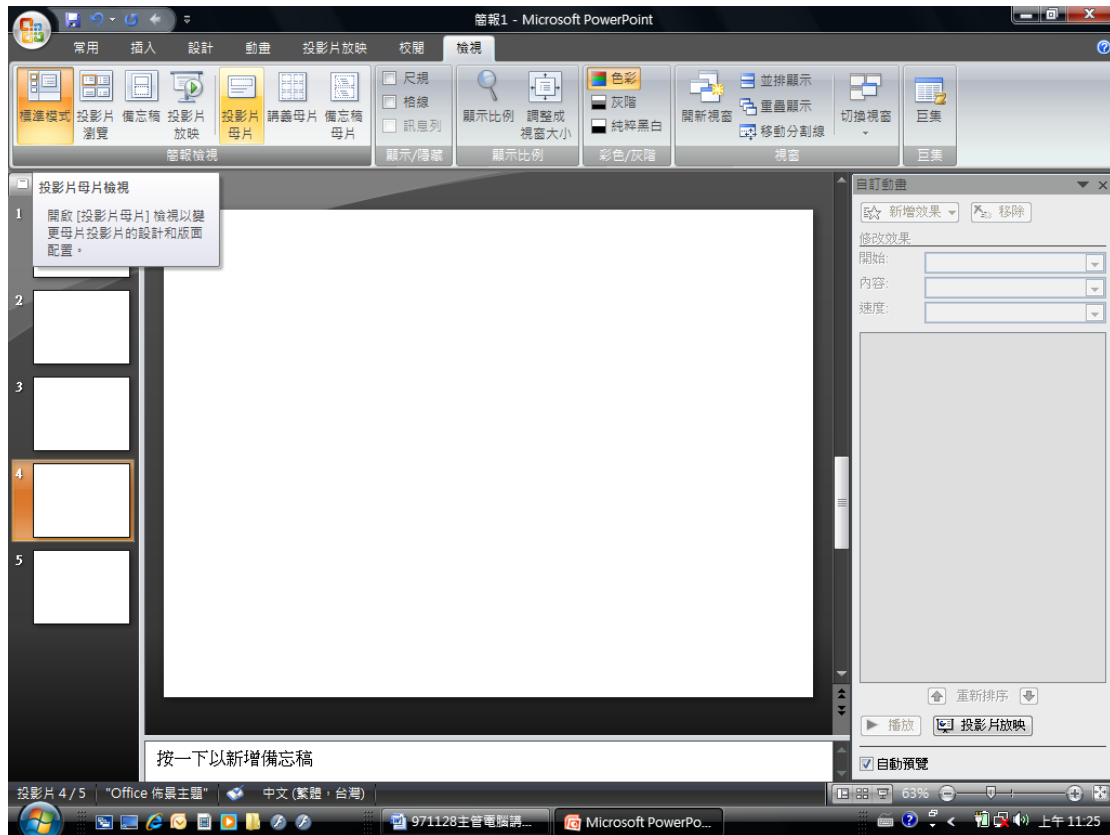 簡報1 - Microsoft PowerPoint
常用 插入 設計 動畫 投影片放映 校閱 檢視
標準模式 投影片瀏覽 備忘稿 投影片放映 投影片母片 講義母片 備忘稿母片
簡報檢視
尺規
格線
訊息列
顯示/隱藏
顯示比例 調整成視窗大小
顯示比例
色彩
灰階
純粹黑白
彩色/灰階
開新視窗
並排顯示
重疊顯示
移動分割線
切換視窗
視窗
巨集
巨集
投影片母片檢視
開啟 [投影片母片] 檢視以變
更母片投影片的設計和版面
配置。
1
2
3
4
5
自訂動畫
新增效果 移除
修改效果
開始:
內容:
速度:
重新排序
播放 投影片放映
自動預覽
按一下以新增備忘稿
投影片 4 / 5 "Office 佈景主題" 中文 (繁體，台灣) 63%
971128主管電腦講... Microsoft PowerPo... 上午 11:25